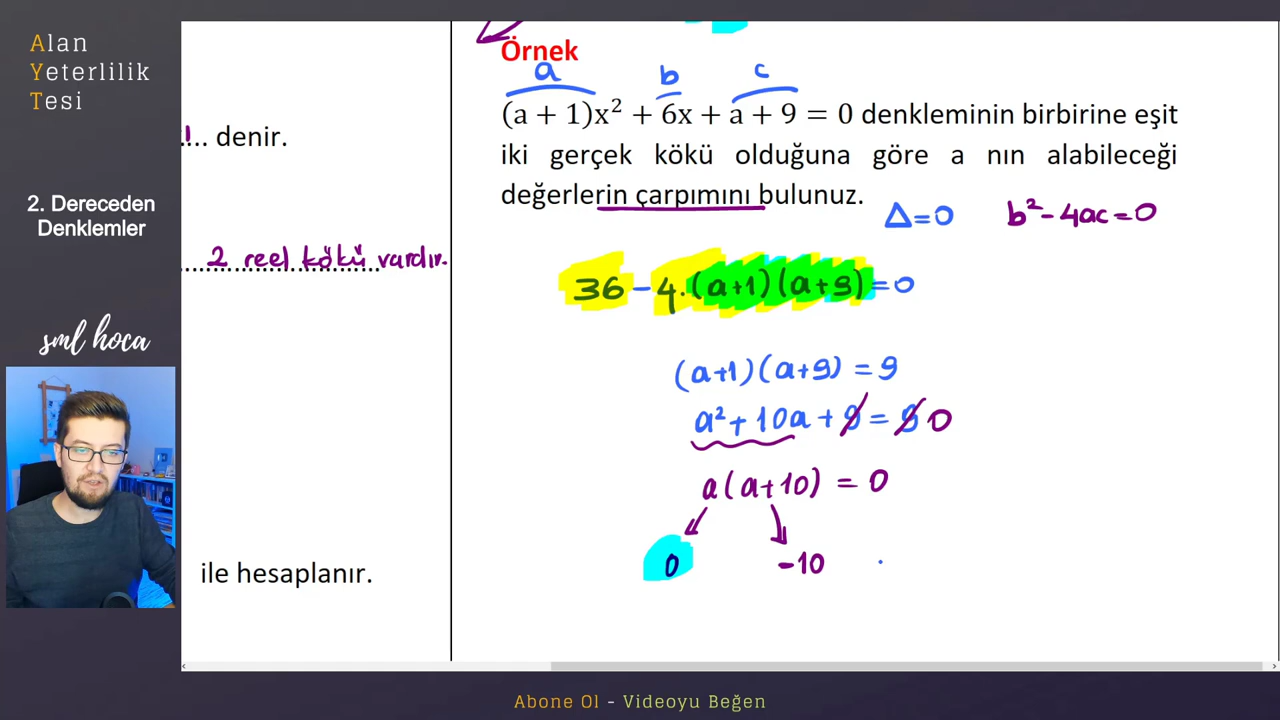 Alan
Yeterlilik
Tesi
2. Dereceden
Denklemler
sml hoca
... denir.
2 reel kökü vardır.
ile hesaplanır.
Örnek
a b c
(a + 1)x² + 6x + a + 9 = 0 denkleminin birbirine eşit
iki gerçek kökü olduğuna göre a nın alabileceği
değerlerin çarpımını bulunuz.
Δ=0 b²-4ac=0
36-4.(a+1)(a+9)=0
(a+1)(a+9)=9
a²+10a+9=9 0
a(a+10)=0
0 -10
Abone Ol - Videoyu Beğen